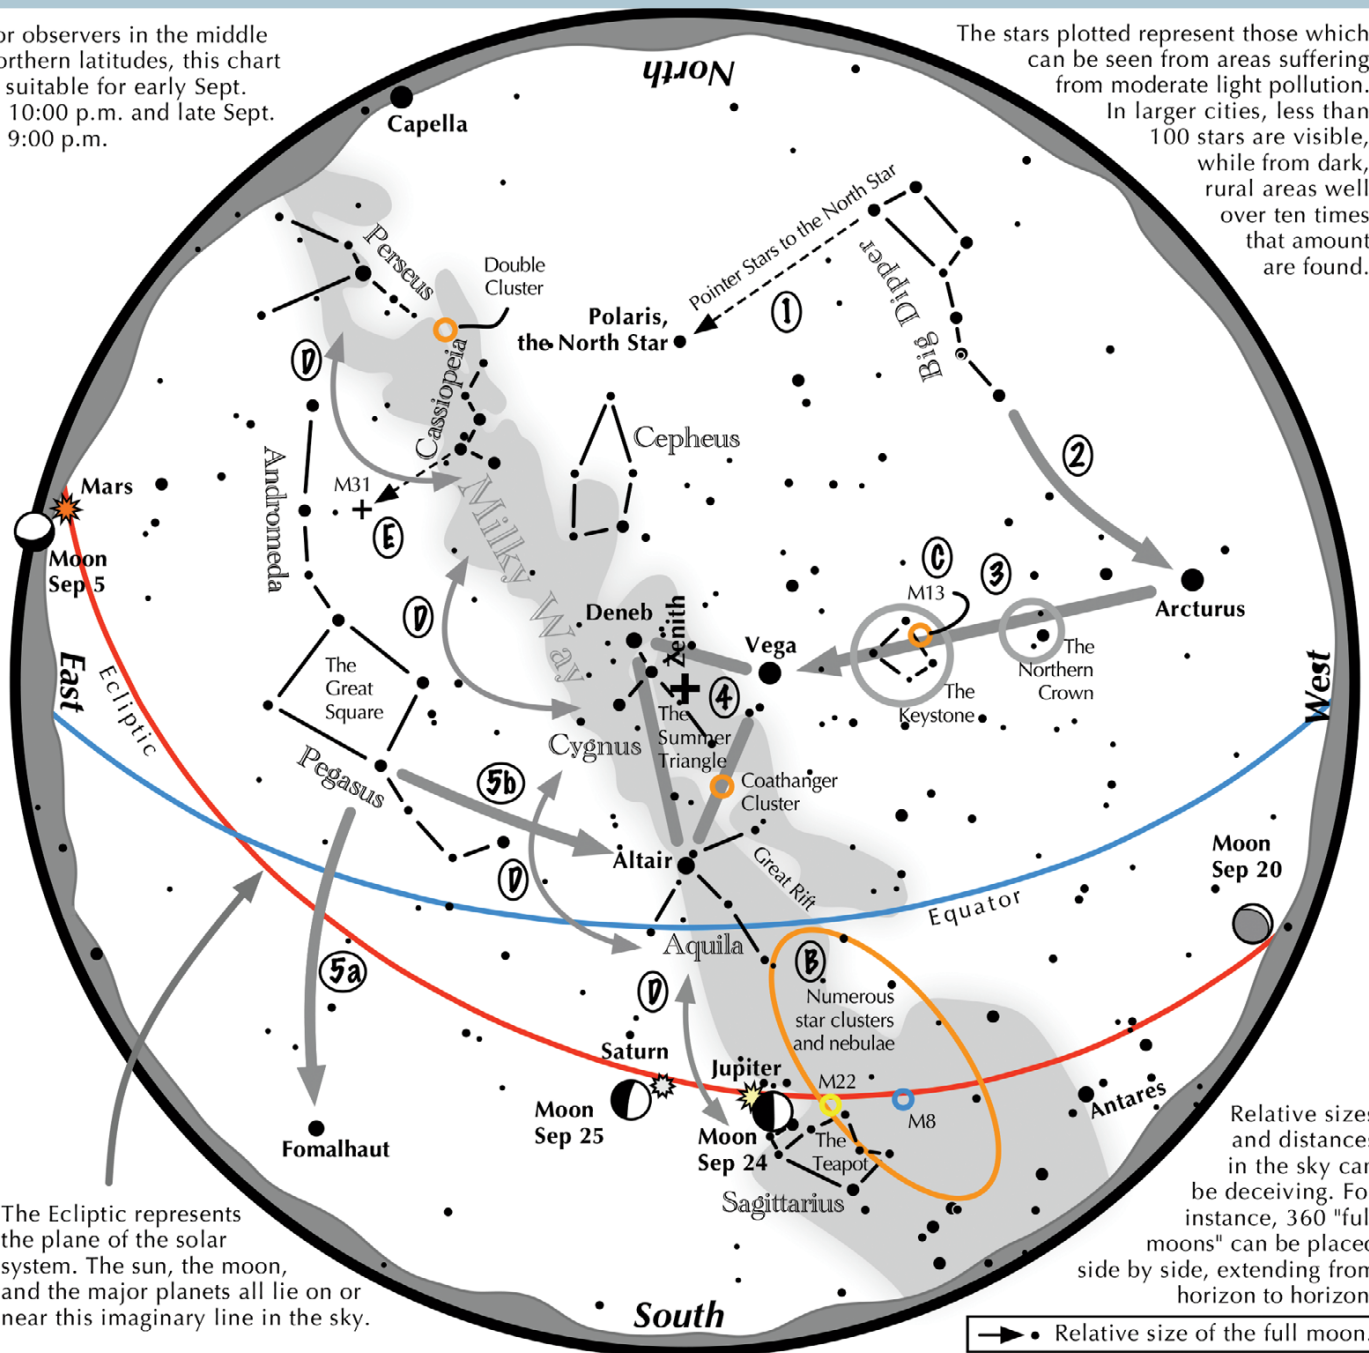 or observers in the middle
orthern latitudes, this chart
suitable for early Sept.
10:00 p.m. and late Sept.
9:00 p.m.
The stars plotted represent those which
can be seen from areas suffering
from moderate light pollution.
In larger cities, less than
100 stars are visible,
while from dark,
rural areas well
over ten times
that amount
are found.
North
Capella
Perseus
Double
Cluster
Pointer Stars to the North Star
1
Big Dipper
Polaris,
the North Star
D
Cassiopeia
Cepheus
2
Andromeda
M31
E
Mars
Moon
Sep 5
Milky Way
C
3
M13
Arcturus
D
Deneb
Zenith
Vega
4
The
Northern
Crown
The
Keystone
East
Ecliptic
The
Great
Square
West
Cygnus
The
Summer
Triangle
Pegasus
5b
Coathanger
Cluster
Altair
D
Great Rift
Moon
Sep 20
Equator
Aquila
5a
B
D
Numerous
star clusters
and nebulae
Saturn
Jupiter
M22
M8
Antares
Moon
Sep 25
Moon
Sep 24
The
Teapot
Sagittarius
Fomalhaut
The Ecliptic represents
the plane of the solar
system. The sun, the moon,
and the major planets all lie on or
near this imaginary line in the sky.
South
Relative sizes
and distances
in the sky can
be deceiving. For
instance, 360 "full
moons" can be placed
side by side, extending from
horizon to horizon
Relative size of the full moon.